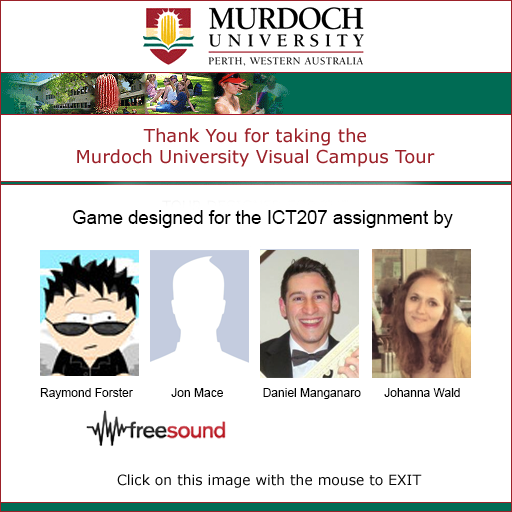 MURDOCH
UNIVERSITY
PERTH, WESTERN AUSTRALIA
Thank You for taking the
Murdoch University Visual Campus Tour
Game designed for the ICT207 assignment by
Raymond Forster
Jon Mace
Daniel Manganaro
Johanna Wald
freesound
Click on this image with the mouse to EXIT